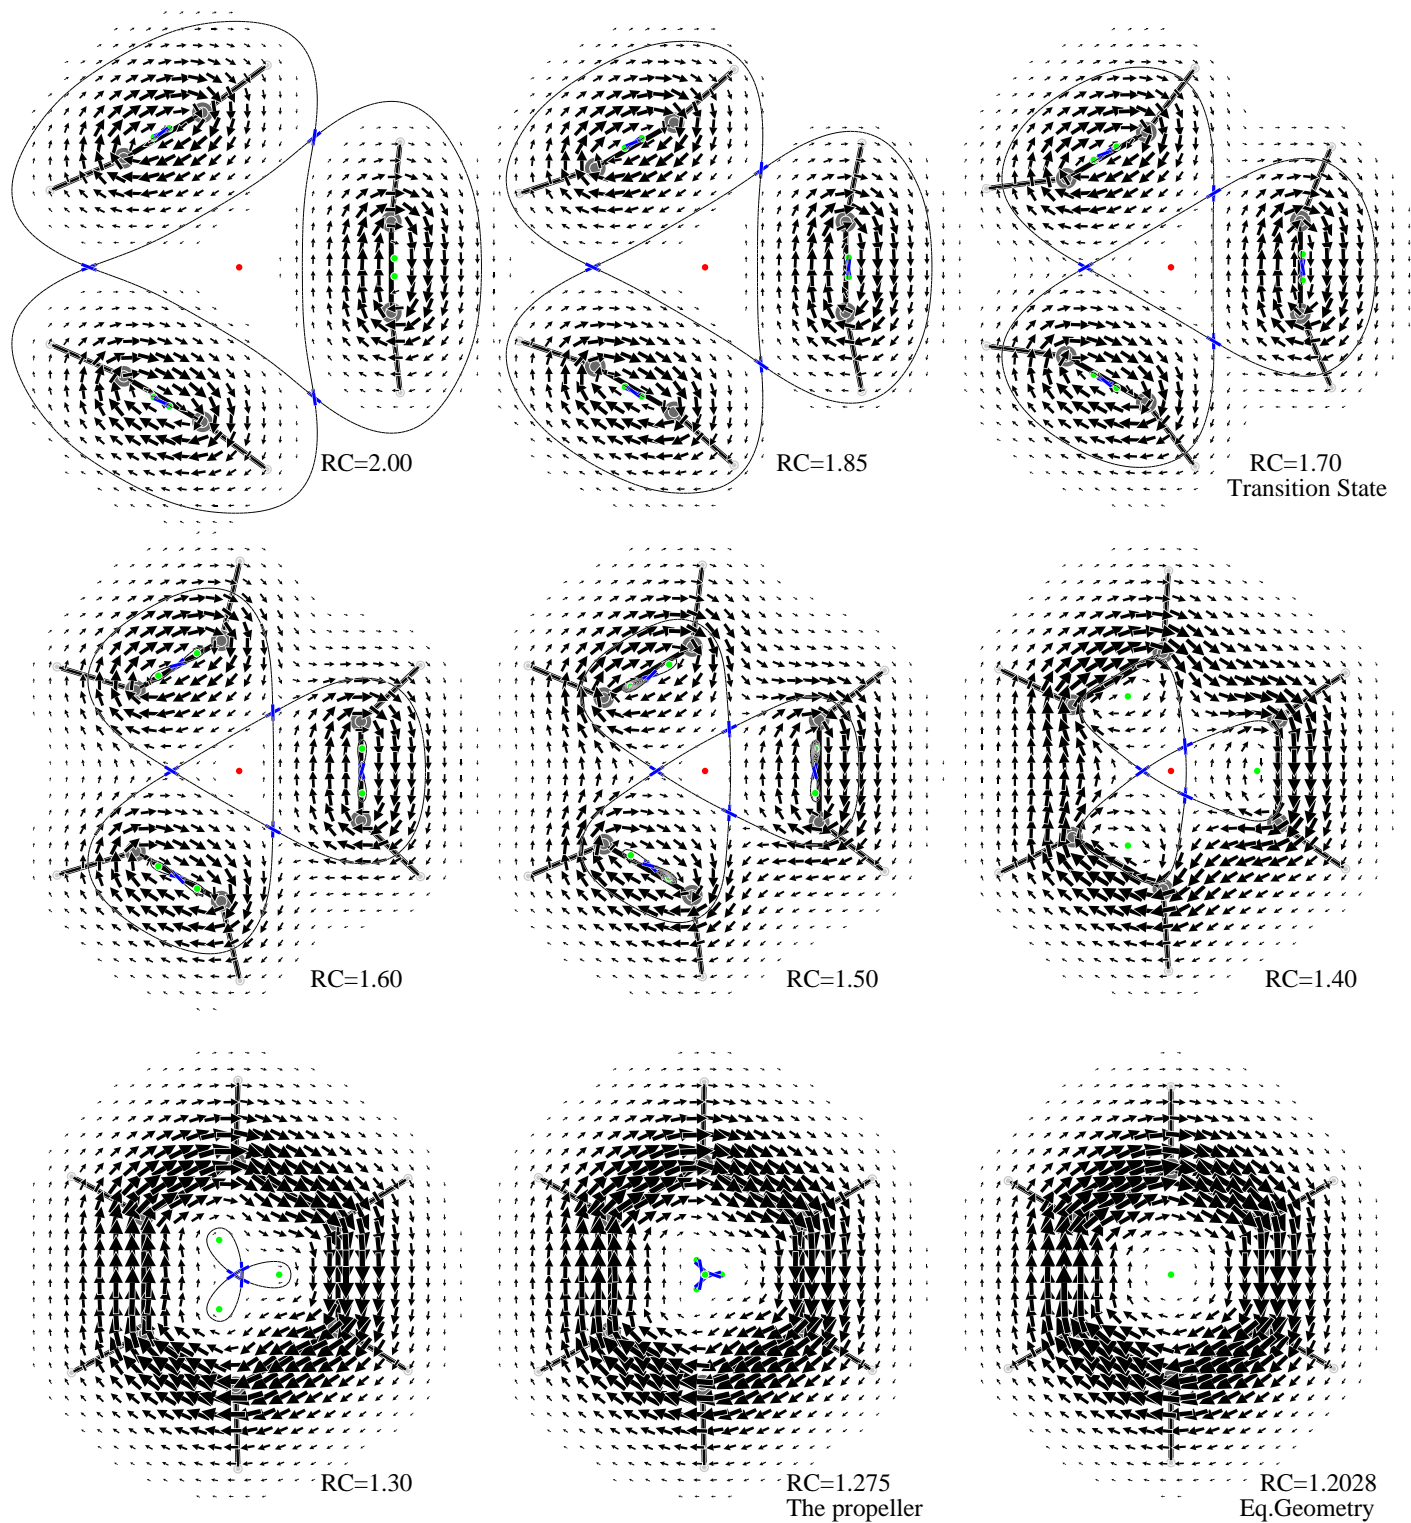 RC=2.00
RC=1.85
RC=1.70
Transition State
RC=1.60
RC=1.50
RC=1.40
RC=1.30
RC=1.275
The propeller
RC=1.2028
Eq.Geometry